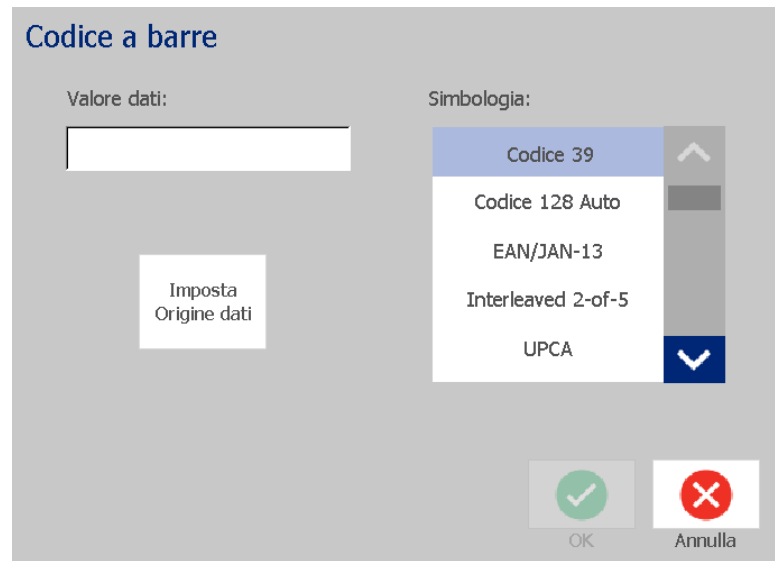 Codice a barre
Valore dati:
Simbologia:
Codice 39
Codice 128 Auto
EAN/JAN-13
Interleaved 2-of-5
UPCA
Imposta
Origine dati
OK
Annulla